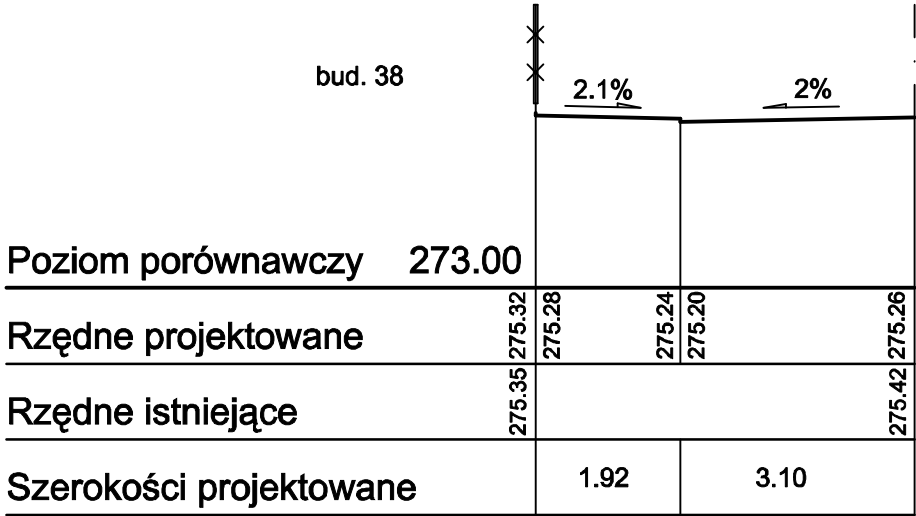 bud. 38
2.1% 2%
Poziom porównawczy 273.00
Rzędne projektowane 275.32 275.28 275.24 275.20 275.26
Rzędne istniejące 275.35 275.42
Szerokości projektowane 1.92 3.10